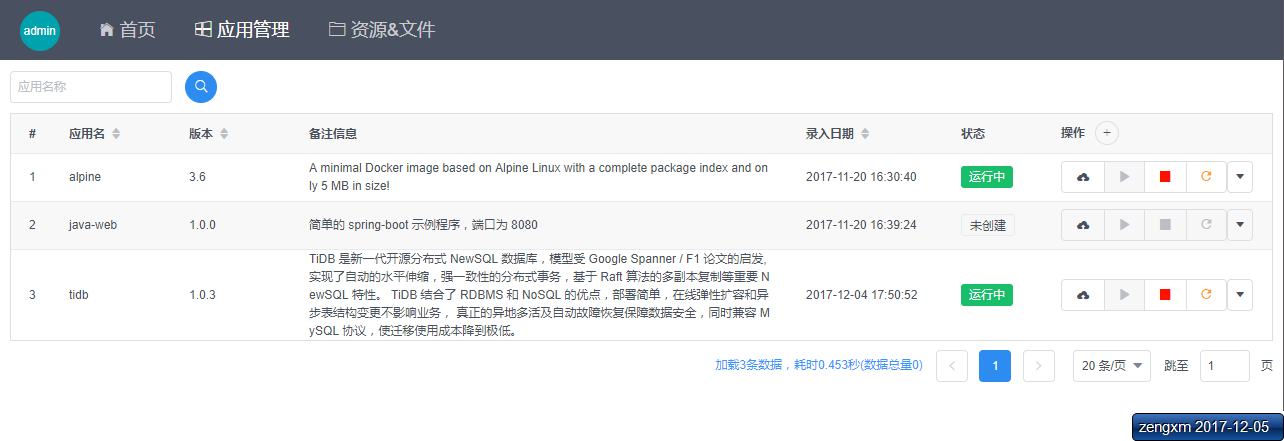 admin 首页 应用管理 资源&文件
应用名称
# 应用名 版本 备注信息 录入日期 状态 操作
1 alpine 3.6 A minimal Docker image based on Alpine Linux with a complete package index and on
ly 5 MB in size! 2017-11-20 16:30:40 运行中
2 java-web 1.0.0 简单的 spring-boot 示例程序，端口为 8080 2017-11-20 16:39:24 未创建
3 tidb 1.0.3 TiDB 是新一代开源分布式 NewSQL 数据库，模型受 Google Spanner / F1 论文的启发,
实现了自动的水平伸缩，强一致性的分布式事务，基于 Raft 算法的多副本复制等重要 N
ewSQL 特性。 TiDB 结合了 RDBMS 和 NoSQL 的优点，部署简单，在线弹性扩容和异
步表结构变更不影响业务， 真正的异地多活及自动故障恢复保障数据安全，同时兼容 M
ySQL 协议，使迁移使用成本降到极低。 2017-12-04 17:50:52 运行中
加载3条数据，耗时0.453秒(数据总量0) 1 20 条/页 跳至 1 页
zengxm 2017-12-05